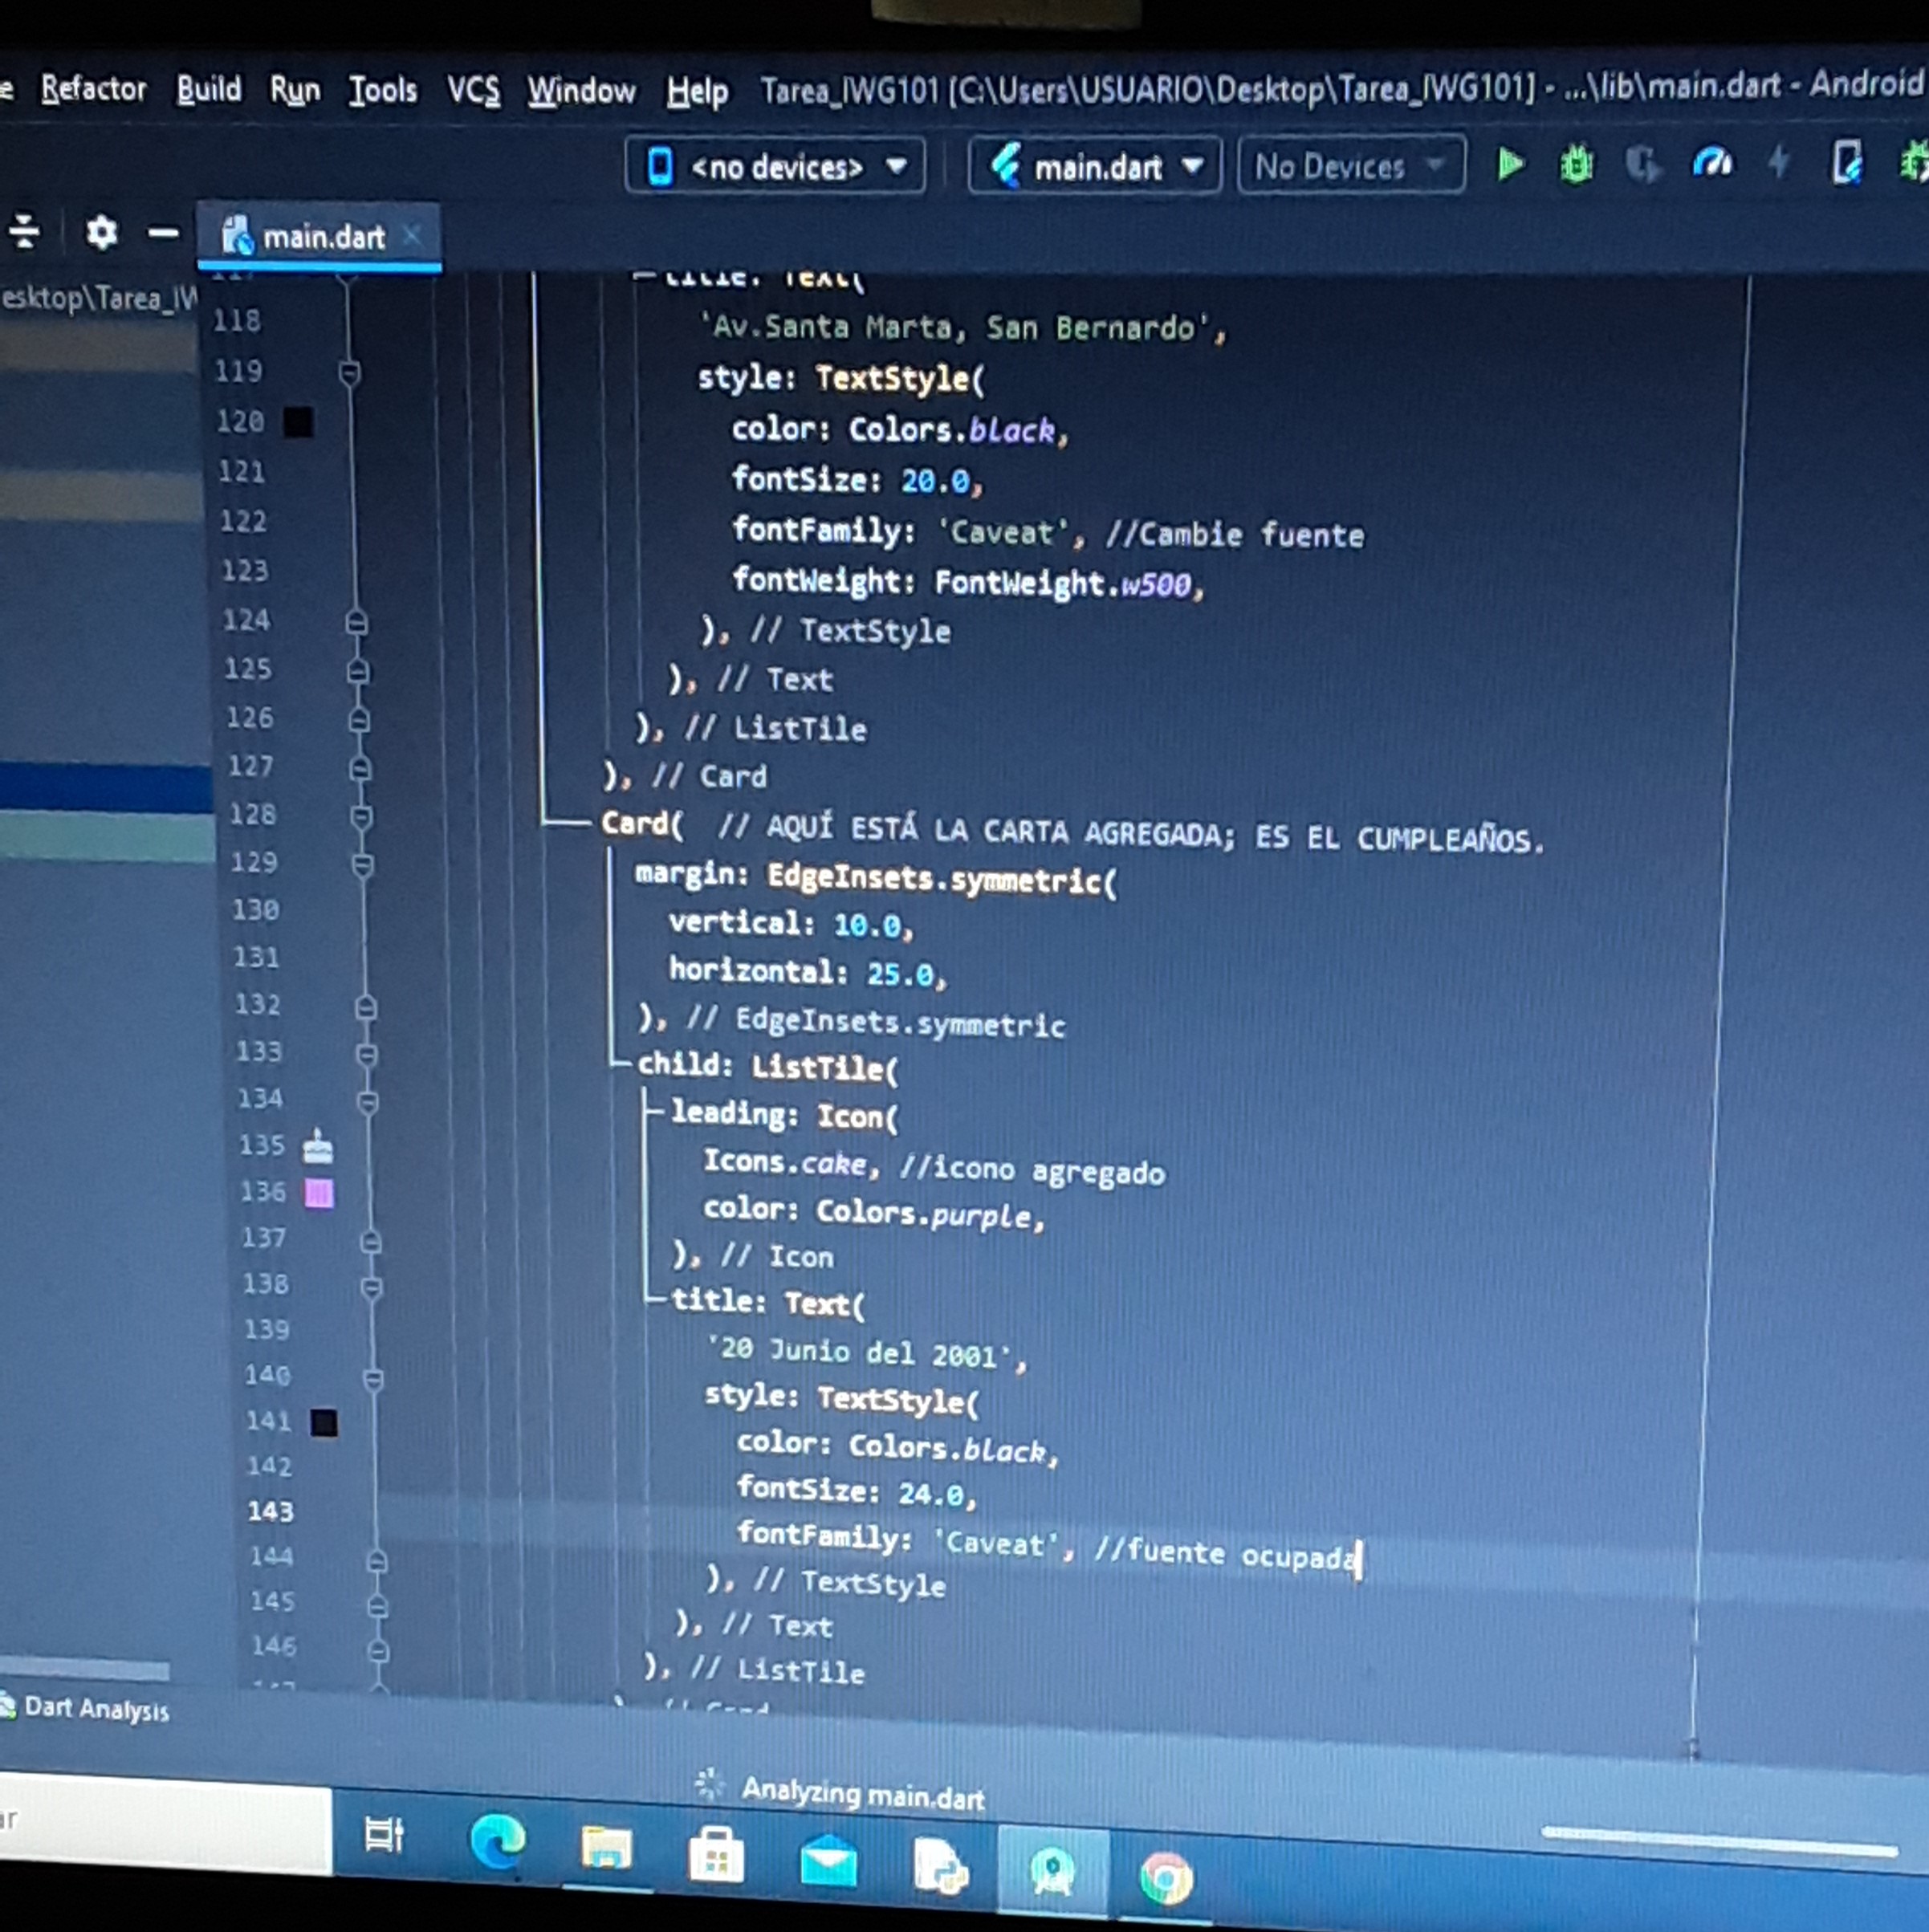 Refactor Build Run Tools VCS Window Help Tarea_IWG101 [C:\Users\USUARIO\Desktop\Tarea_IWG101] - ...\lib\main.dart - Android
<no devices> main.dart No Devices
main.dart
esktop\Tarea_IW
title: Text(
118 'Av.Santa Marta, San Bernardo',
119 style: TextStyle(
120 color: Colors.black,
121 fontSize: 20.0,
122 fontFamily: 'Caveat', //Cambie fuente
123 fontWeight: FontWeight.w500,
124 ), // TextStyle
125 ), // Text
126 ), // ListTile
127 ), // Card
128 Card( // AQUÍ ESTÁ LA CARTA AGREGADA; ES EL CUMPLEAÑOS.
129 margin: EdgeInsets.symmetric(
130 vertical: 10.0,
131 horizontal: 25.0,
132 ), // EdgeInsets.symmetric
133 child: ListTile(
134 leading: Icon(
135 Icons.cake, //icono agregado
136 color: Colors.purple,
137 ), // Icon
138 title: Text(
139 '20 Junio del 2001',
140 style: TextStyle(
141 color: Colors.black,
142 fontSize: 24.0,
143 fontFamily: 'Caveat', //fuente ocupada
144 ), // TextStyle
145 ), // Text
146 ), // ListTile
Dart Analysis
Analyzing main.dart